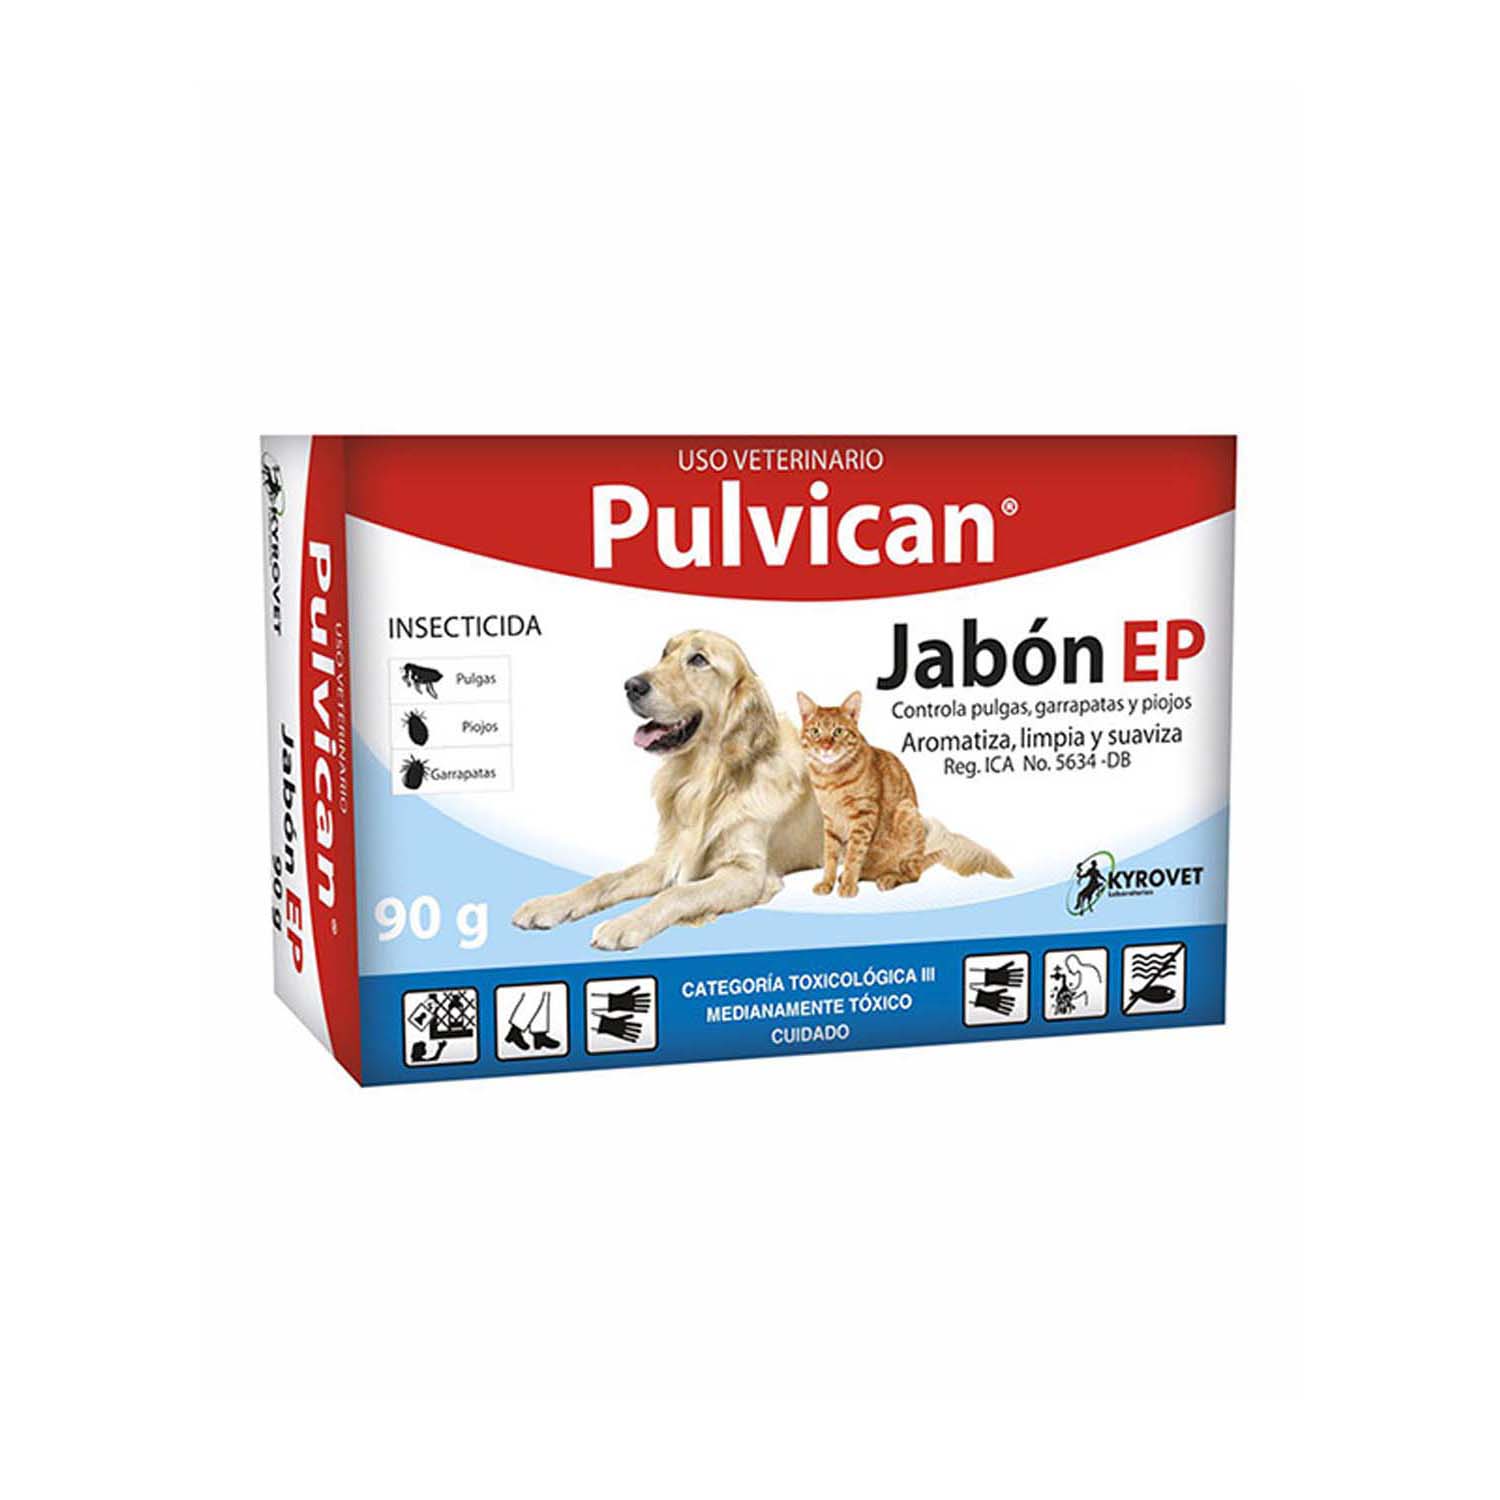 USO VETERINARIO
Pulvican®
INSECTICIDA
Pulgas
Piojos
Garrapatas
Jabón EP
Controla pulgas, garrapatas y piojos
Aromatiza, limpia y suaviza
Reg. ICA No. 5634 -DB
KYROVET
Laboratorios
90 g
CATEGORÍA TOXICOLÓGICA III
MEDIANAMENTE TÓXICO
CUIDADO
KYROVET
Pulvican®
USO VETERINARIO
Jabón EP
90 g